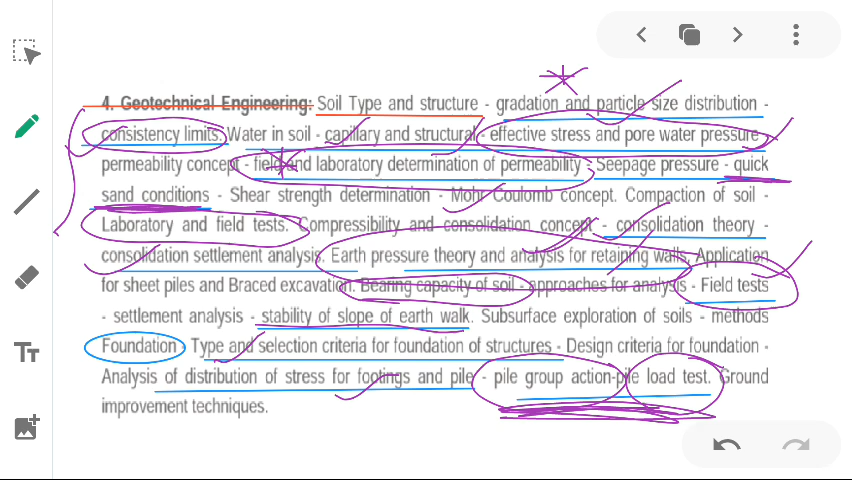 4. Geotechnical Engineering: Soil Type and structure - gradation and particle size distribution -
consistency limits. Water in soil - capillary and structural - effective stress and pore water pressure -
permeability concept - field and laboratory determination of permeability - Seepage pressure - quick
sand conditions - Shear strength determination - Mohr Coulomb concept. Compaction of soil -
Laboratory and field tests. Compressibility and consolidation concept - consolidation theory -
consolidation settlement analysis. Earth pressure theory and analysis for retaining walls, Application
for sheet piles and Braced excavation. Bearing capacity of soil - approaches for analysis - Field tests
- settlement analysis - stability of slope of earth walk. Subsurface exploration of soils - methods
Foundation - Type and selection criteria for foundation of structures - Design criteria for foundation -
Analysis of distribution of stress for footings and pile - pile group action-pile load test. Ground
improvement techniques.
TT